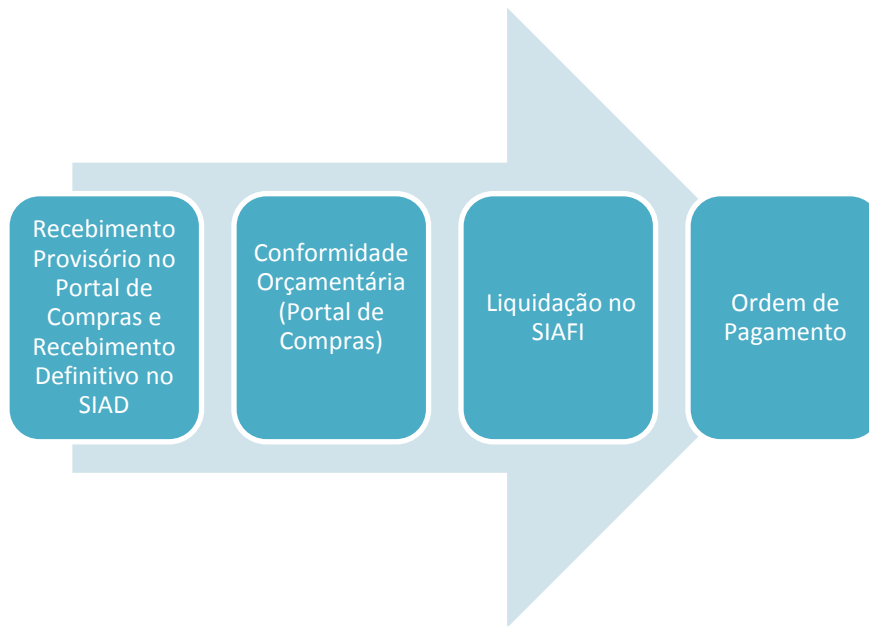 Recebimento
Provisório no
Portal de
Compras e
Recebimento
Definitivo no
SIAD
Conformidade
Orçamentária
(Portal de
Compras)
Liquidação no
SIAFI
Ordem de
Pagamento